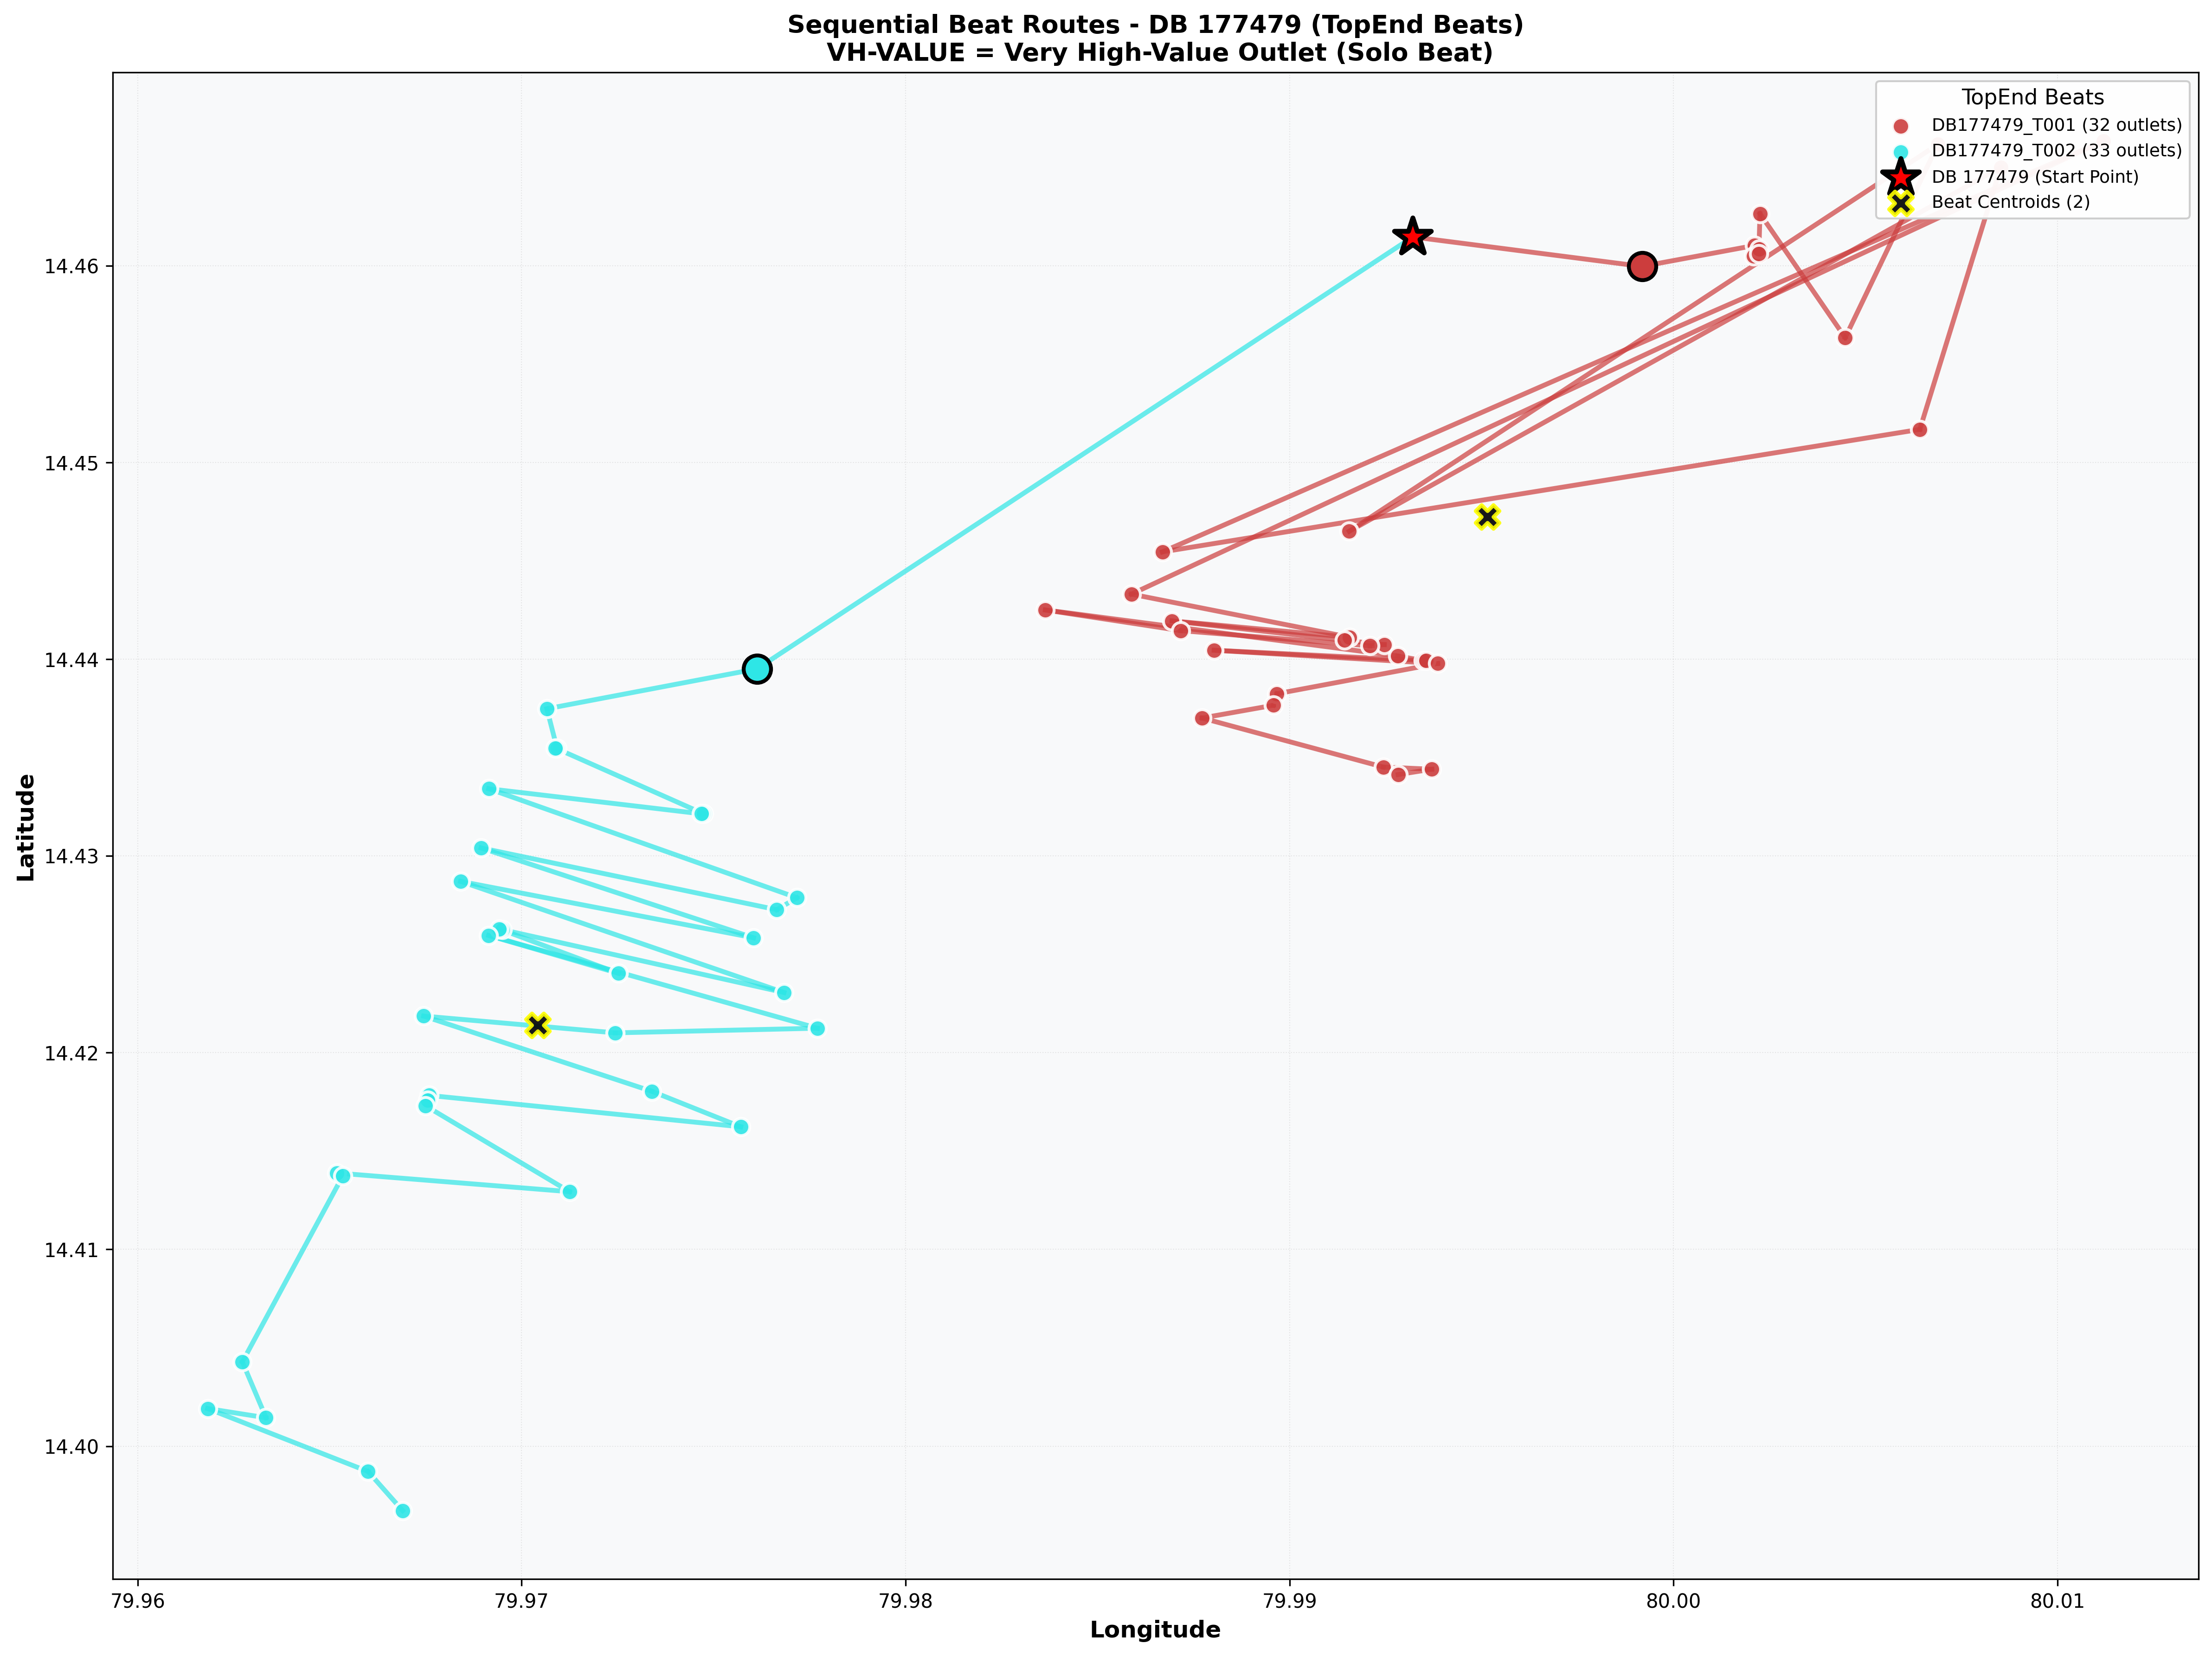 Sequential Beat Routes - DB 177479 (TopEnd Beats)
VH-VALUE = Very High-Value Outlet (Solo Beat)
TopEnd Beats
DB177479_T001 (32 outlets)
DB177479_T002 (33 outlets)
DB 177479 (Start Point)
Beat Centroids (2)
14.46
14.45
14.44
14.43
14.42
14.41
14.40
Latitude
79.96
79.97
79.98
79.99
80.00
80.01
Longitude